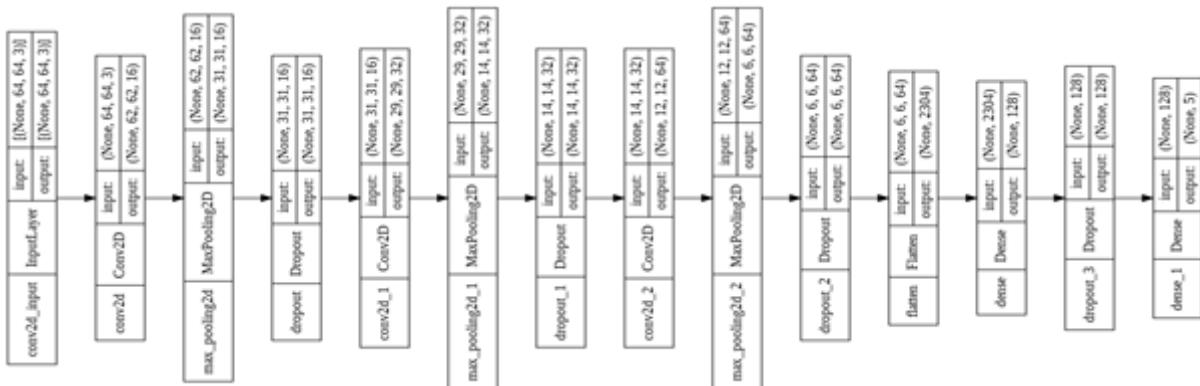 conv2d_input InputLayer input: [(None, 64, 64, 3)]
output: [(None, 64, 64, 3)]
conv2d Conv2D input: (None, 64, 64, 3)
output: (None, 62, 62, 16)
max_pooling2d MaxPooling2D input: (None, 62, 62, 16)
output: (None, 31, 31, 16)
dropout Dropout input: (None, 31, 31, 16)
output: (None, 31, 31, 16)
conv2d_1 Conv2D input: (None, 31, 31, 16)
output: (None, 29, 29, 32)
max_pooling2d_1 MaxPooling2D input: (None, 29, 29, 32)
output: (None, 14, 14, 32)
dropout_1 Dropout input: (None, 14, 14, 32)
output: (None, 14, 14, 32)
conv2d_2 Conv2D input: (None, 14, 14, 32)
output: (None, 12, 12, 64)
max_pooling2d_2 MaxPooling2D input: (None, 12, 12, 64)
output: (None, 6, 6, 64)
dropout_2 Dropout input: (None, 6, 6, 64)
output: (None, 6, 6, 64)
flatten Flatten input: (None, 6, 6, 64)
output: (None, 2304)
dense Dense input: (None, 2304)
output: (None, 128)
dropout_3 Dropout input: (None, 128)
output: (None, 128)
dense_1 Dense input: (None, 128)
output: (None, 5)